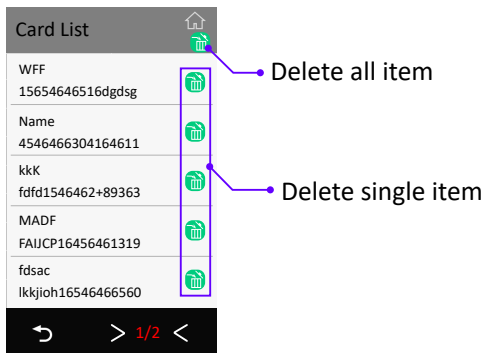 Card List
Delete all item
WFF
15654646516dgdsg
Name
4546466304164611
kkK
fdfd1546462+89363
Delete single item
MADF
FAIJCP16456461319
fdsac
lkkjioh16546466560
> 1/2 <